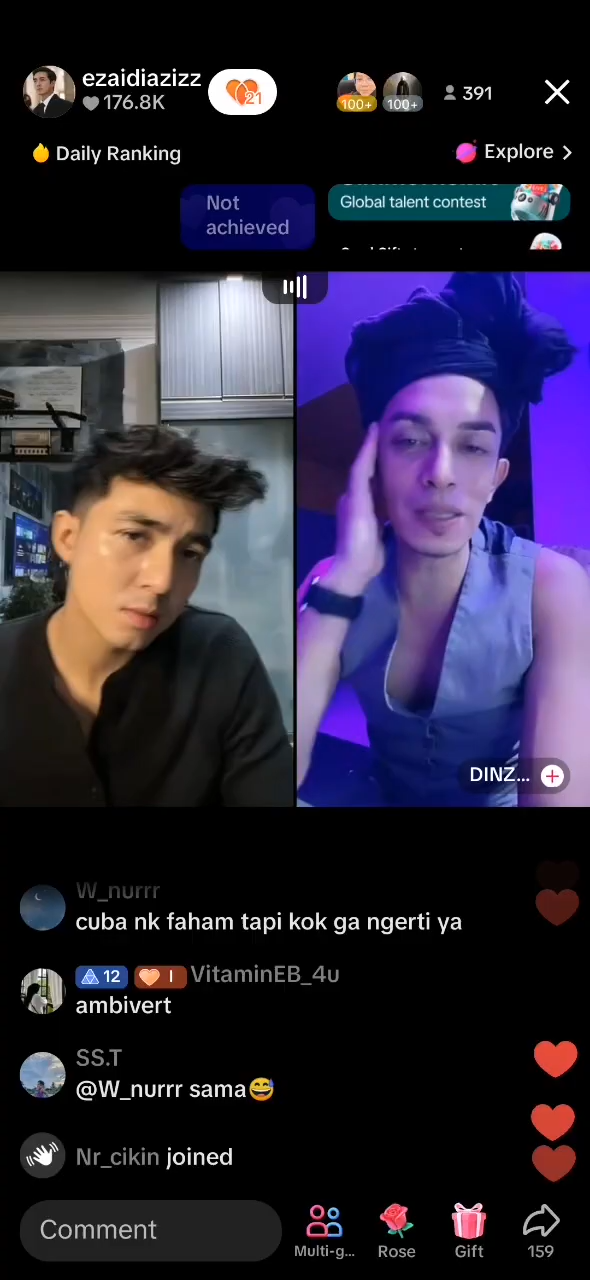 ezaidiazizz
176.8K
21
100+
100+
391
Daily Ranking
Explore
Not
achieved
Global talent contest
DINZ...
W_nurrr
cuba nk faham tapi kok ga ngerti ya
12
I
VitaminEB_4u
ambivert
SS.T
@W_nurrr sama😅
Nr_cikin joined
Comment
Multi-g...
Rose
Gift
159